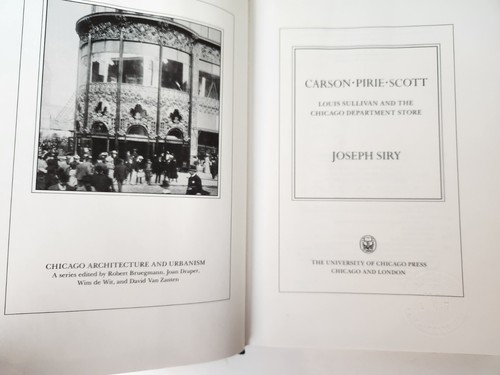 CHICAGO ARCHITECTURE AND URBANISM
A series edited by Robert Bruegmann, Joan Draper,
Wim de Wit, and David Van Zanten
CARSON·PIRIE·SCOTT
LOUIS SULLIVAN AND THE
CHICAGO DEPARTMENT STORE
JOSEPH SIRY
THE UNIVERSITY OF CHICAGO PRESS
CHICAGO AND LONDON